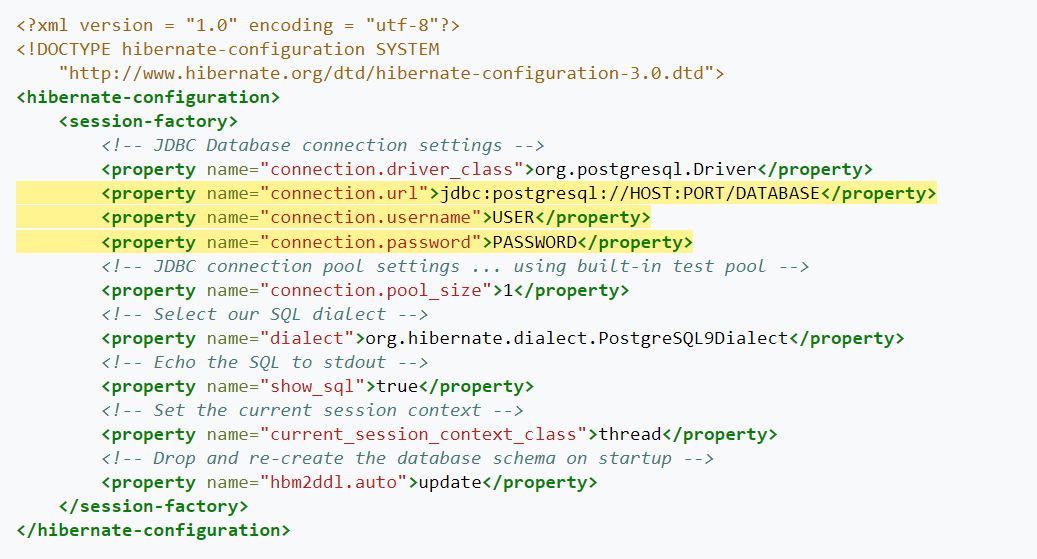 <?xml version = "1.0" encoding = "utf-8"?>
<!DOCTYPE hibernate-configuration SYSTEM
    "http://www.hibernate.org/dtd/hibernate-configuration-3.0.dtd">
<hibernate-configuration>
    <session-factory>
        <!-- JDBC Database connection settings -->
        <property name="connection.driver_class">org.postgresql.Driver</property>
        <property name="connection.url">jdbc:postgresql://HOST:PORT/DATABASE</property>
        <property name="connection.username">USER</property>
        <property name="connection.password">PASSWORD</property>
        <!-- JDBC connection pool settings ... using built-in test pool -->
        <property name="connection.pool_size">1</property>
        <!-- Select our SQL dialect -->
        <property name="dialect">org.hibernate.dialect.PostgreSQL9Dialect</property>
        <!-- Echo the SQL to stdout -->
        <property name="show_sql">true</property>
        <!-- Set the current session context -->
        <property name="current_session_context_class">thread</property>
        <!-- Drop and re-create the database schema on startup -->
        <property name="hbm2ddl.auto">update</property>
    </session-factory>
</hibernate-configuration>